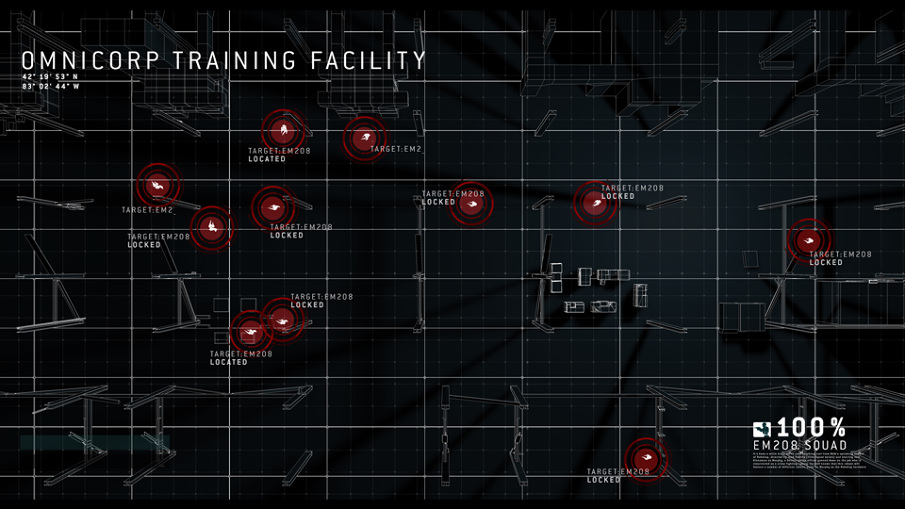 OMNICORP TRAINING FACILITY
42° 19' 53" N
83° 02' 44" W
TARGET:EM208
LOCATED
TARGET:EM2_
TARGET:EM2_
TARGET:EM208
LOCKED
TARGET:EM208
LOCKED
TARGET:EM208
LOCKED
TARGET:EM208
LOCKED
TARGET:EM208
LOCKED
TARGET:EM208
LOCKED
TARGET:EM208
LOCATED
TARGET:EM208
LOCKED
100%
EM208 SQUAD